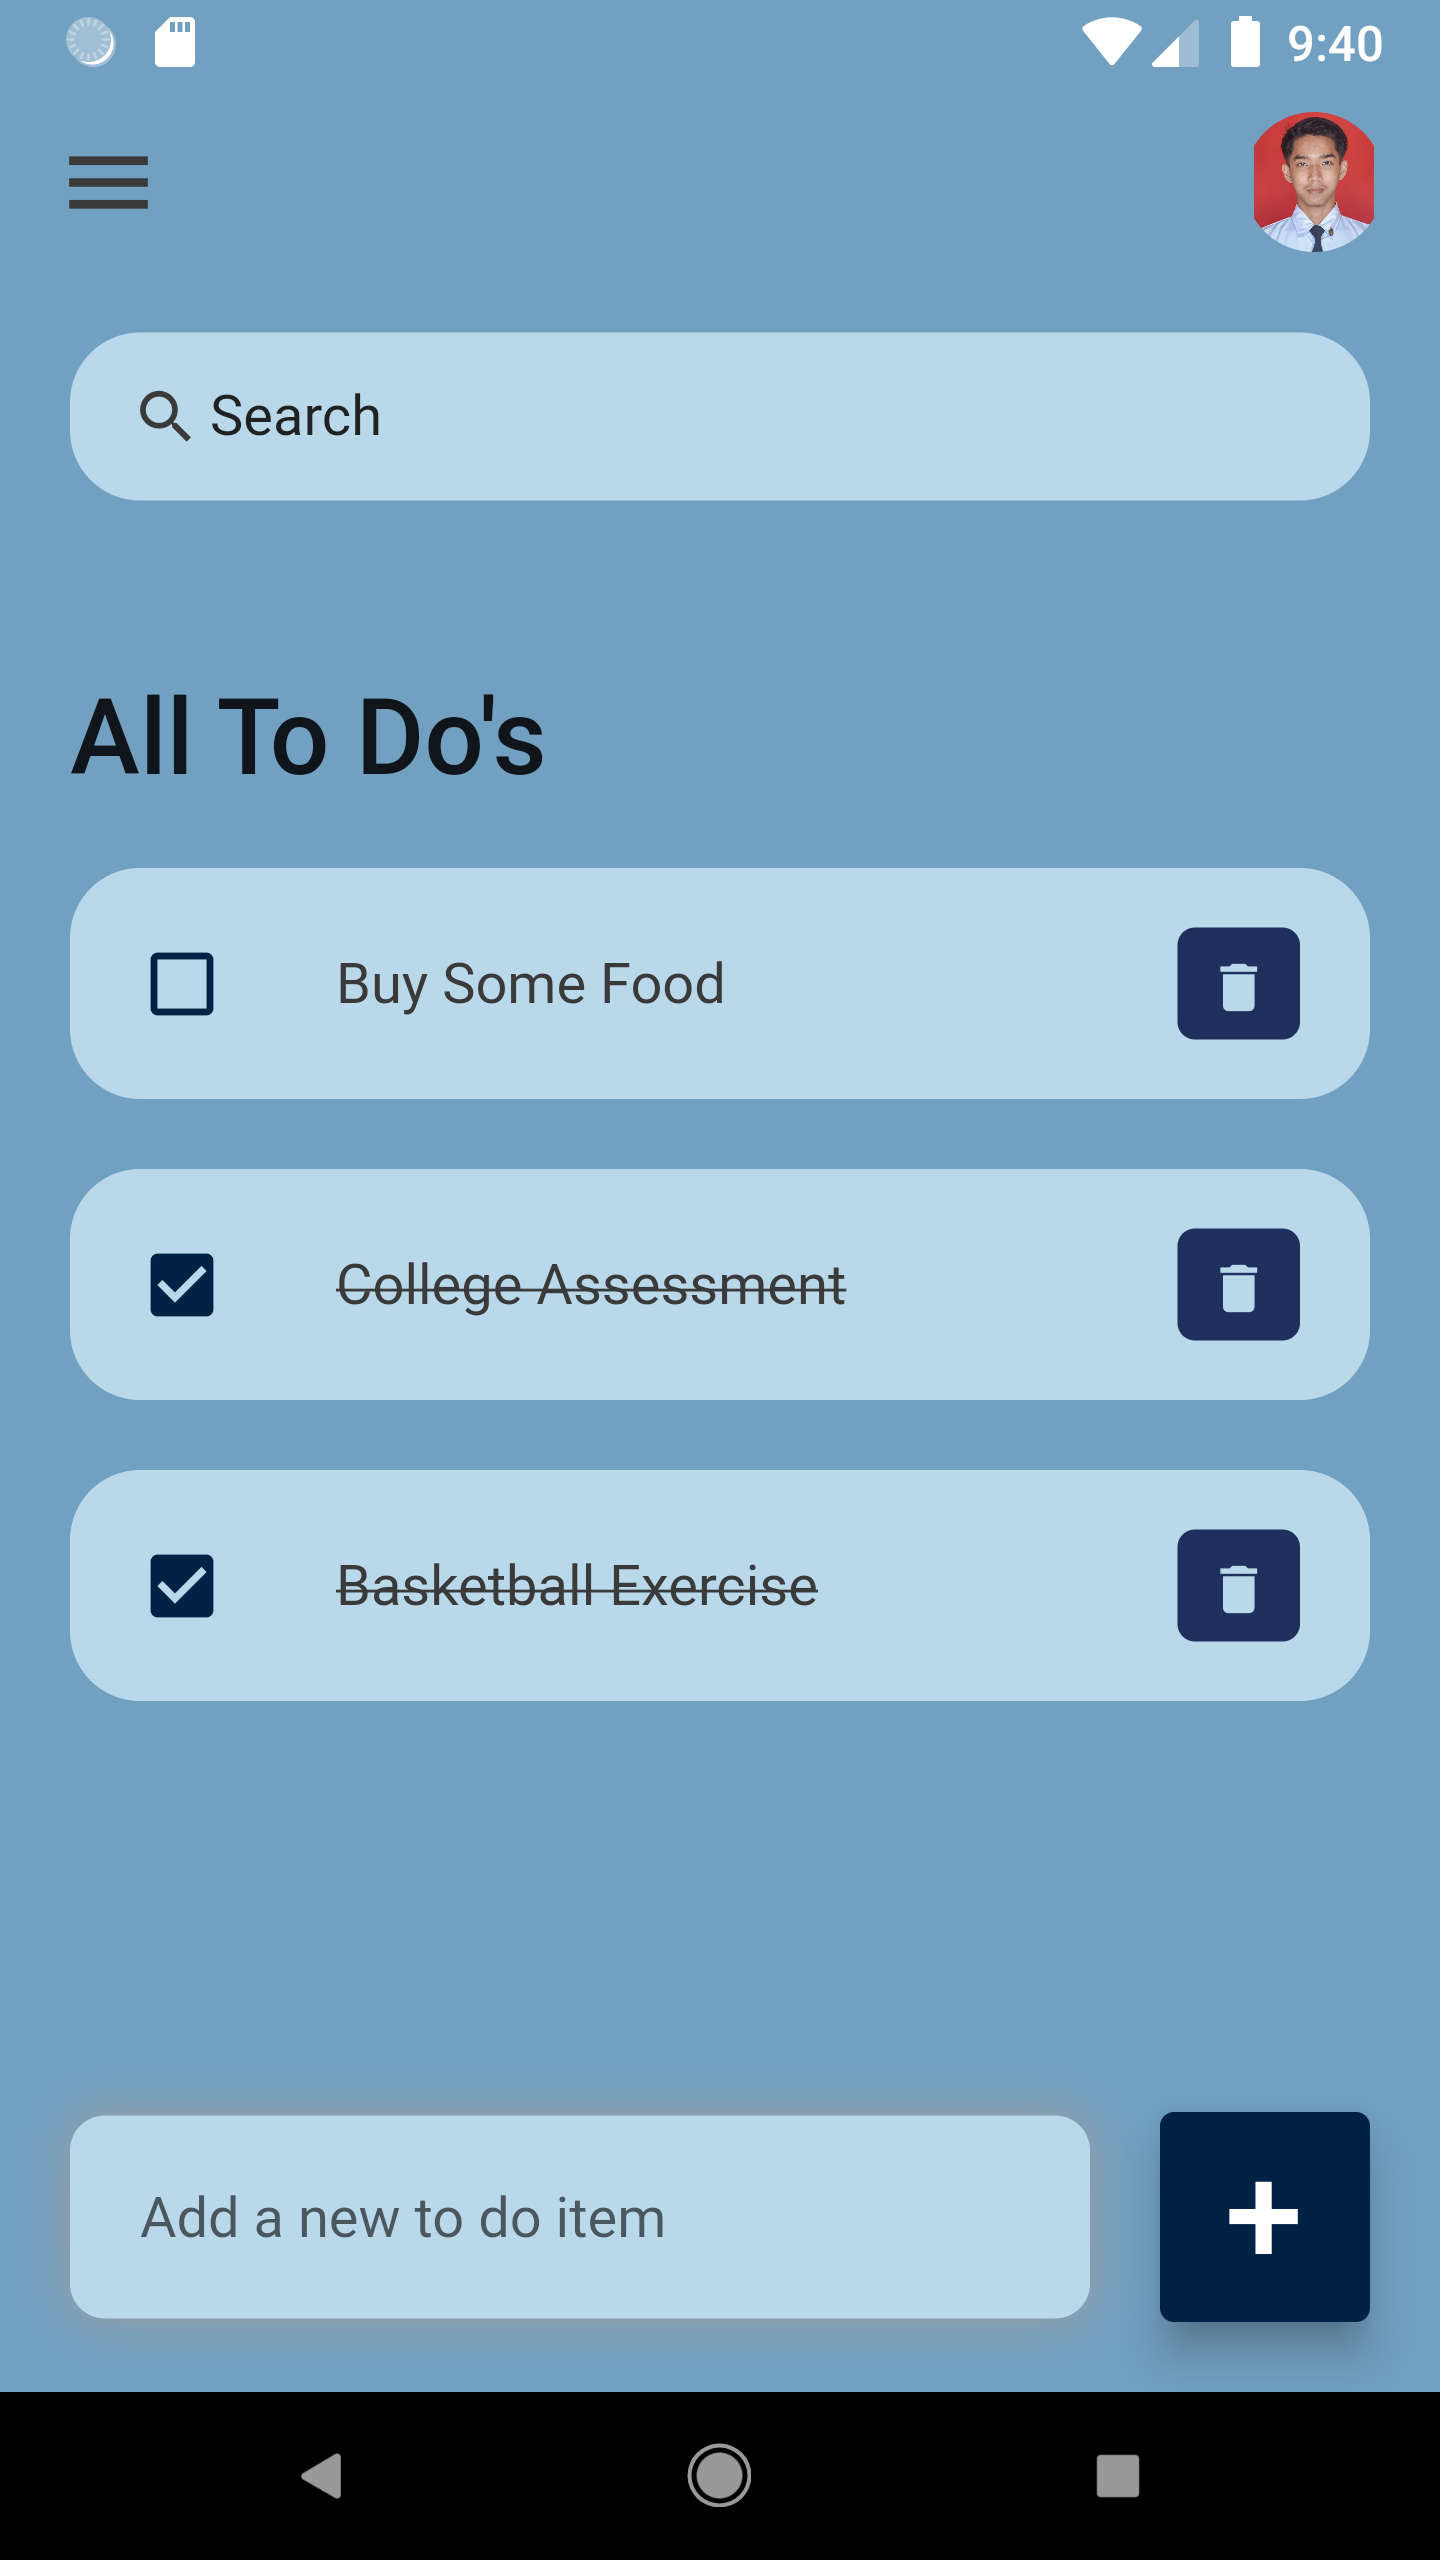 9:40
Search
All To Do's
Buy Some Food
College Assessment
Basketball Exercise
Add a new to do item